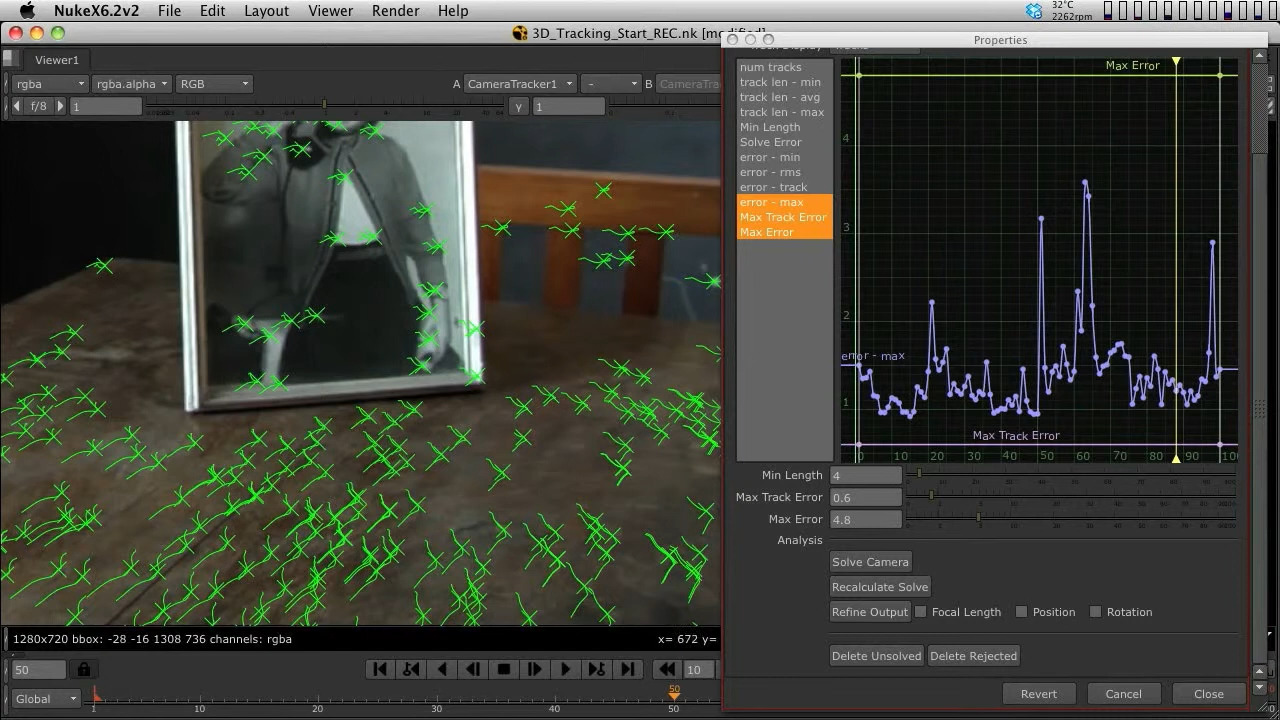 NukeX6.2v2 File Edit Layout Viewer Render Help
32°C
2262rpm
3D_Tracking_Start_REC.nk [modified]
Properties
Viewer1
rgba rgba.alpha RGB A CameraTracker1 - B CameraTra
f/8 1 y 1
num tracks
track len - min
track len - avg
track len - max
Min Length
Solve Error
error - min
error - rms
error - track
error - max
Max Track Error
Max Error
Max Error
4
3
2
error - max
1
Max Track Error
0 10 20 30 40 50 60 70 80 90 100
Min Length 4
Max Track Error 0.6
Max Error 4.8
Analysis
Solve Camera
Recalculate Solve
Refine Output Focal Length Position Rotation
Delete Unsolved Delete Rejected
Revert Cancel Close
1280x720 bbox: -28 -16 1308 736 channels: rgba x= 672 y=
50 10
Global 1 10 20 30 40 50 50